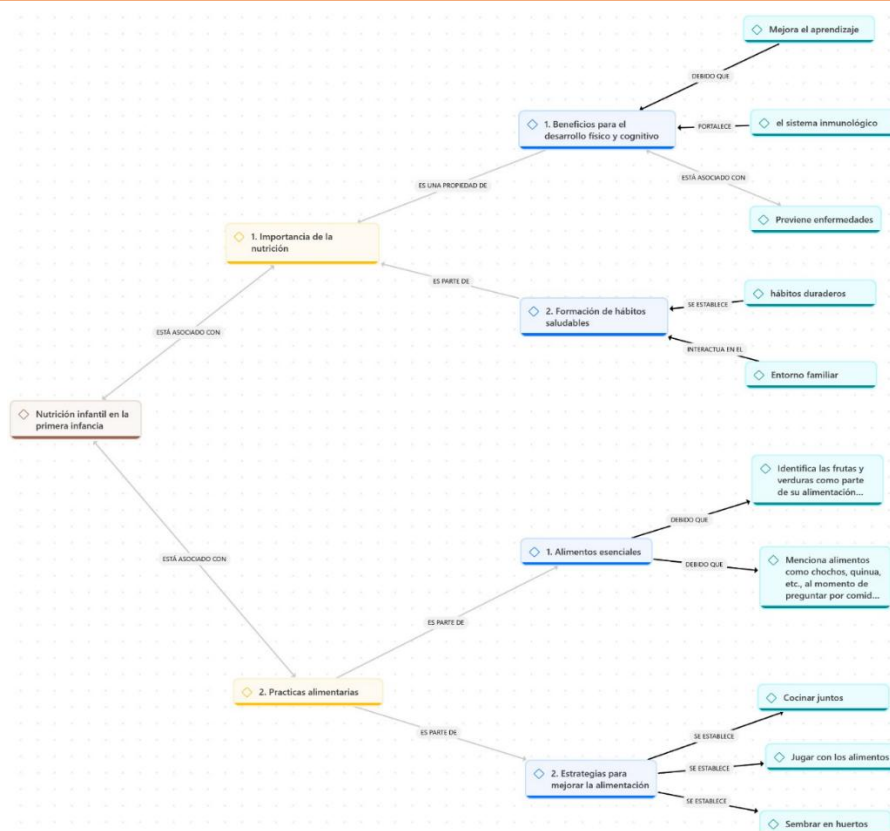 Mejora el aprendizaje
DEBIDO QUE
1. Beneficios para el
desarrollo físico y cognitivo
FORTALECE
el sistema inmunológico
ESTÁ ASOCIADO CON
ES UNA PROPIEDAD DE
Previene enfermedades
1. Importancia de la
nutrición
ES PARTE DE
hábitos duraderos
SE ESTABLECE
2. Formación de hábitos
saludables
ESTÁ ASOCIADO CON
INTERACTUA EN EL
Entorno familiar
Nutrición infantil en la
primera infancia
Identifica las frutas y
verduras como parte
de su alimentación...
DEBIDO QUE
1. Alimentos esenciales
ESTÁ ASOCIADO CON
DEBIDO QUE
Menciona alimentos
como chochos, quinua,
etc., al momento de
preguntar por comid...
ES PARTE DE
2. Practicas alimentarias
Cocinar juntos
ES PARTE DE
SE ESTABLECE
2. Estrategias para
mejorar la alimentación
SE ESTABLECE
Jugar con los alimentos
SE ESTABLECE
Sembrar en huertos